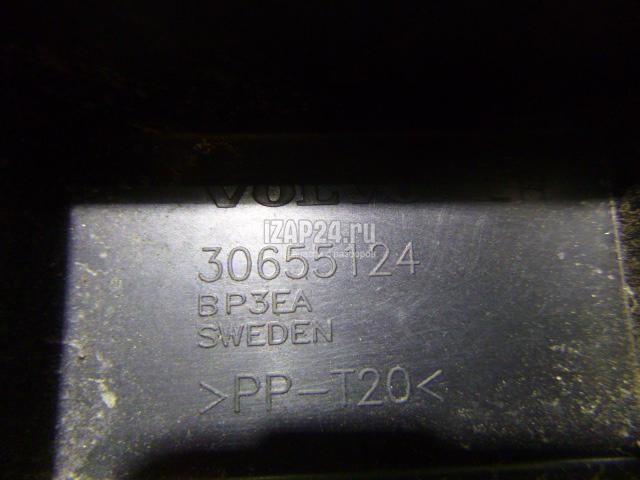 VOLVO
IZAP24.ru
30655124
BP3EA
SWEDEN
>PP-T20<